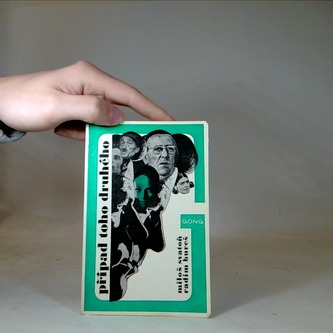 případ toho druhého
GONG
miloš svatoň
radim bureš